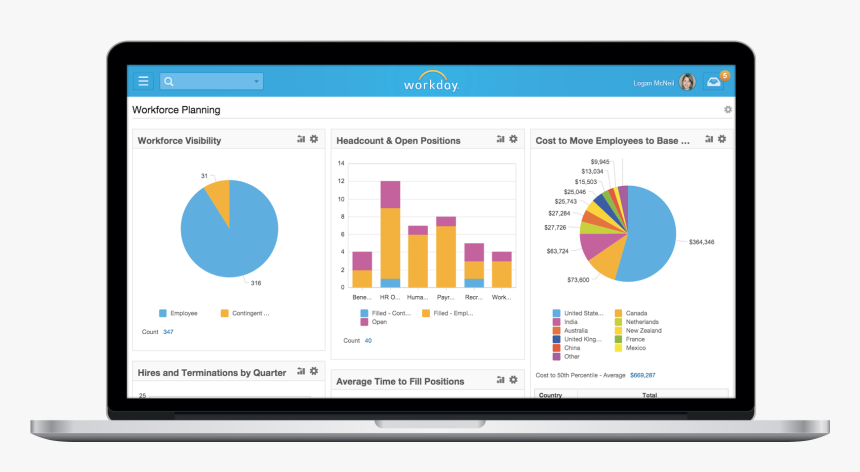 workday.
Logan McNeil
5
Workforce Planning
Workforce Visibility
31
316
Employee
Contingent ...
Count 347
Headcount & Open Positions
14
12
10
8
6
4
2
0
Bene...
HR O...
Huma...
Payr...
Recr...
Work...
Filled - Cont...
Filled - Empl...
Open
Count 40
Cost to Move Employees to Base ...
$9,945
$13,034
$15,503
$25,046
$25,743
$27,284
$27,726
$63,724
$73,600
$364,346
United State...
Canada
India
Netherlands
Australia
New Zealand
United King...
France
China
Mexico
Other
Cost to 50th Percentile - Average $669,267
Country
Total
Hires and Terminations by Quarter
25
Average Time to Fill Positions